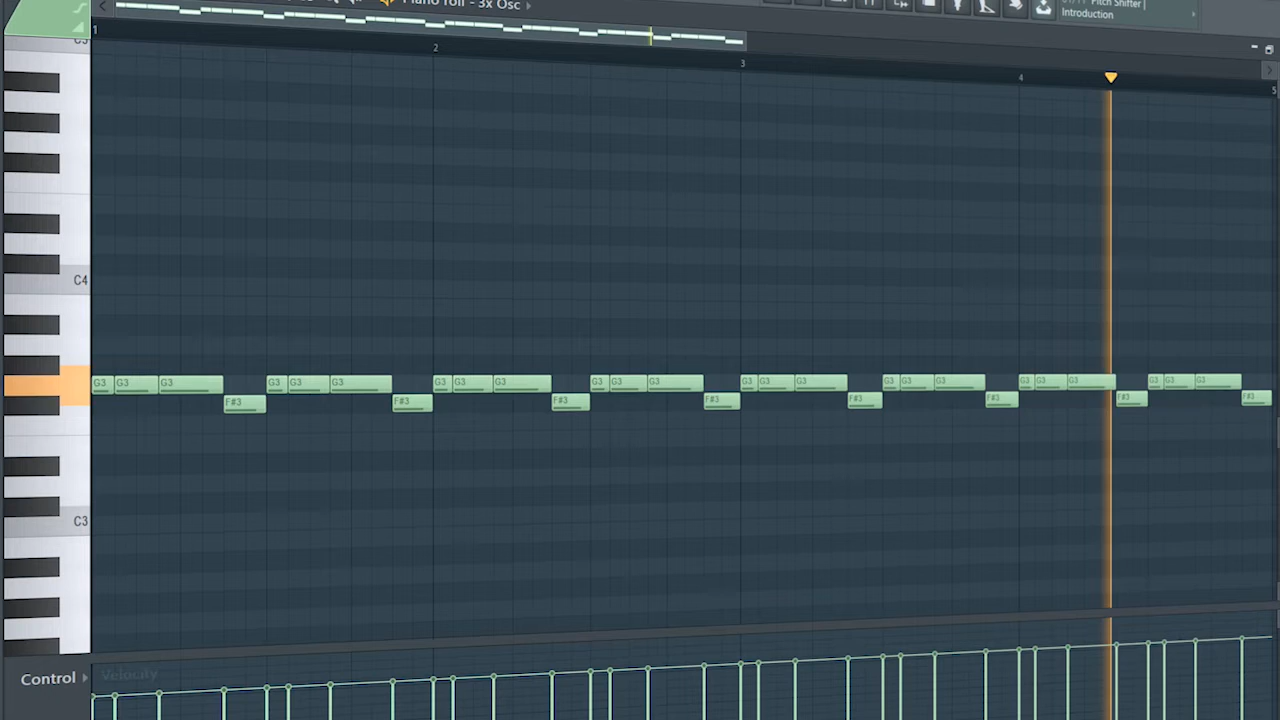 Piano roll - 3x Osc
Pitch Shifter |
Introduction
1
2
3
4
5
C4
G3 G3 G3 G3 G3 G3 G3 G3 G3 G3 G3 G3 G3 G3 G3 G3 G3 G3 G3 G3 G3 G3 G3 G3
F#3 F#3 F#3 F#3 F#3 F#3 F#3 F#3
C3
Control
Velocity